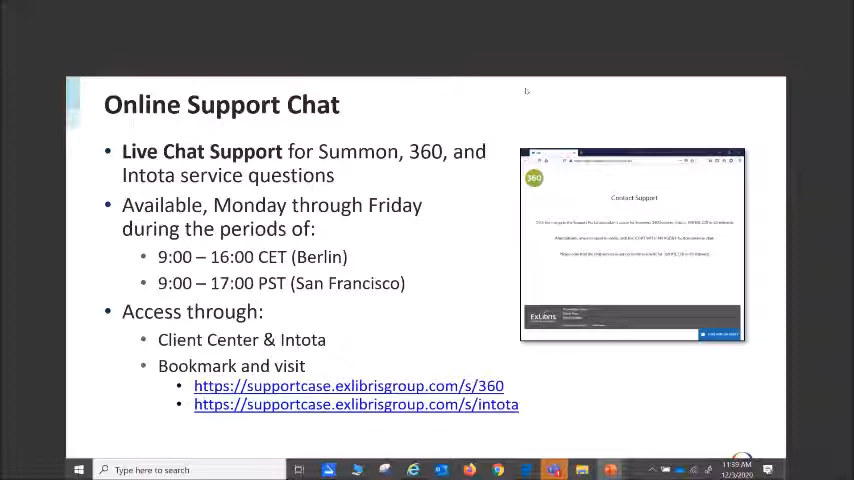 Online Support Chat
• Live Chat Support for Summon, 360, and
Intota service questions
• Available, Monday through Friday
during the periods of:
• 9:00 – 16:00 CET (Berlin)
• 9:00 – 17:00 PST (San Francisco)
• Access through:
• Client Center & Intota
• Bookmark and visit
• https://supportcase.exlibrisgroup.com/s/360
• https://supportcase.exlibrisgroup.com/s/intota
360
Contact Support
ExLibris
Type here to search
11:39 AM
12/3/2020